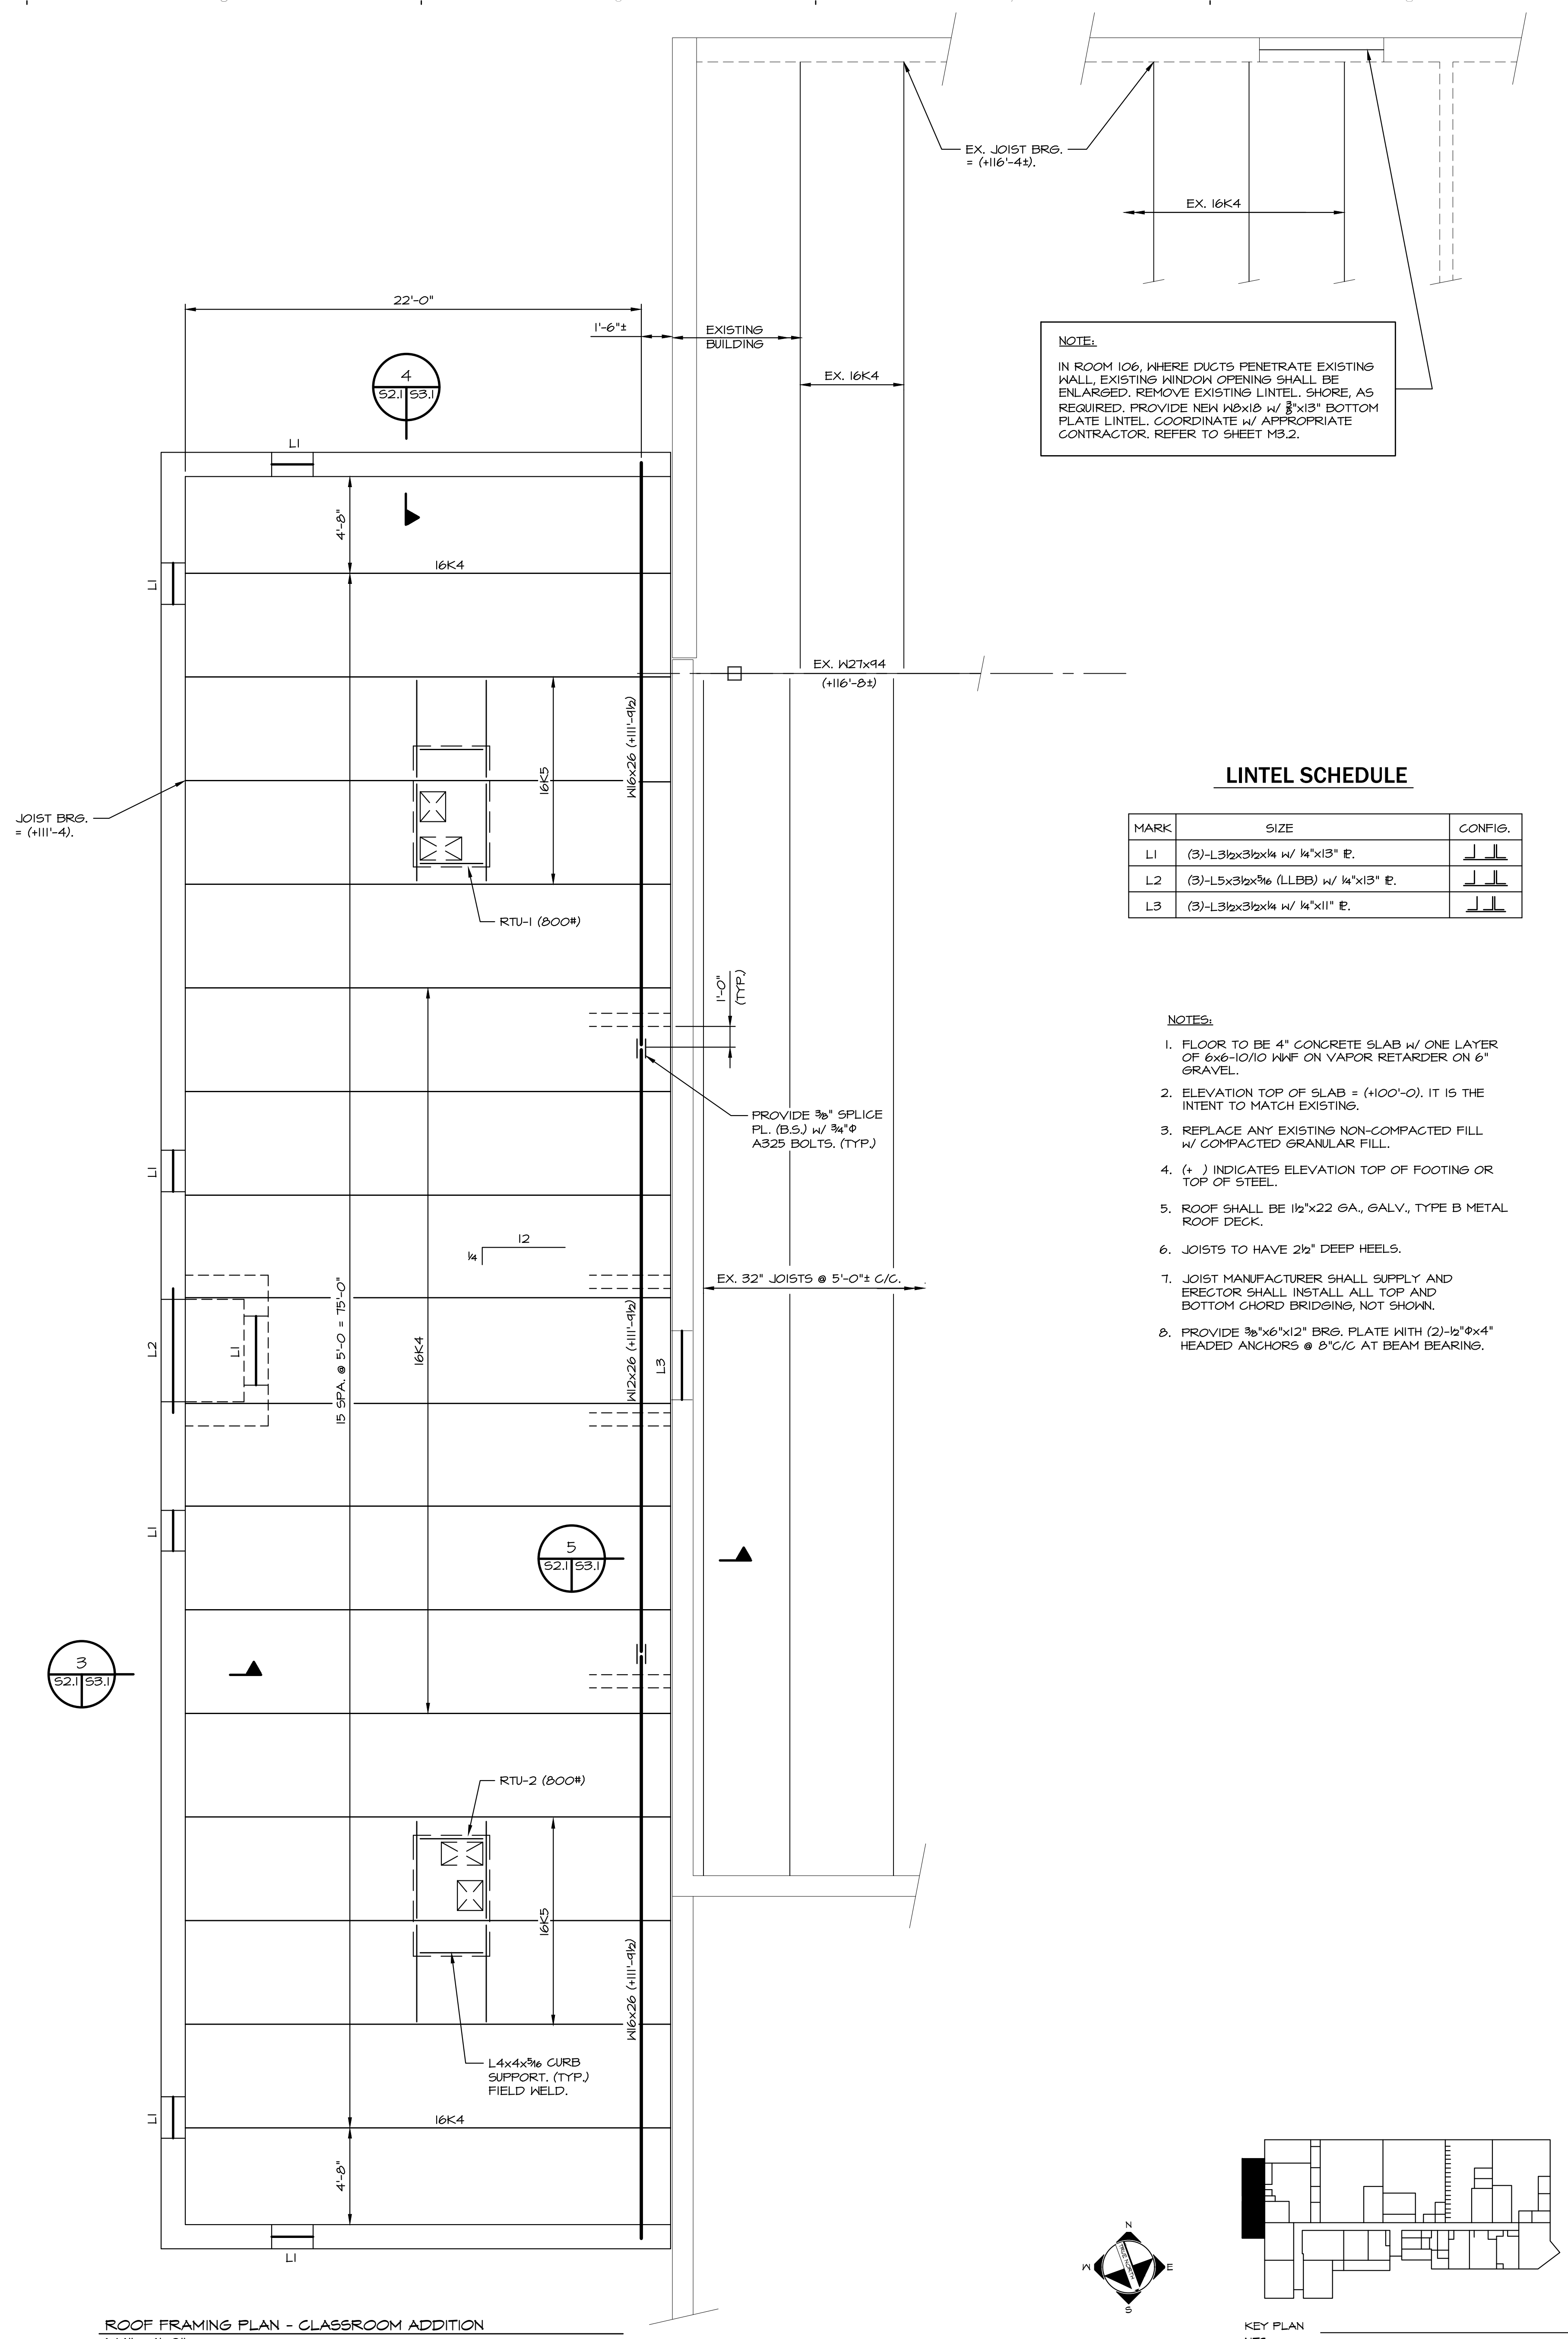 EX. JOIST BRG.
= (+116'-4±).
EX. 16K4
22'-0"
1'-6"±
EXISTING
BUILDING
EX. 16K4
NOTE:
IN ROOM 106, WHERE DUCTS PENETRATE EXISTING
WALL, EXISTING WINDOW OPENING SHALL BE
ENLARGED. REMOVE EXISTING LINTEL. SHORE, AS
REQUIRED. PROVIDE NEW W8x18 W/ 3/8"x13" BOTTOM
PLATE LINTEL. COORDINATE W/ APPROPRIATE
CONTRACTOR. REFER TO SHEET M3.2.
4
S2.1 S3.1
L1
4'-8"
16K4
L1
EX. W27x94
(+116'-8±)
W16x26 (+111'-9½)
16K5
JOIST BRG.
= (+111'-4).
RTU-1 (800#)
LINTEL SCHEDULE
MARK SIZE CONFIG.
L1 (3)-L3½x3½x¼ W/ ¼"x13" PL.
L2 (3)-L5x3½x5/16 (LLBB) W/ ¼"x13" PL.
L3 (3)-L3½x3½x¼ W/ ¼"x11" PL.
1'-0"
(TYP.)
PROVIDE 3/8" SPLICE
PL. (B.S.) W/ ¾"Φ
A325 BOLTS. (TYP.)
NOTES:
1. FLOOR TO BE 4" CONCRETE SLAB W/ ONE LAYER
OF 6x6-10/10 WWF ON VAPOR RETARDER ON 6"
GRAVEL.
2. ELEVATION TOP OF SLAB = (+100'-0). IT IS THE
INTENT TO MATCH EXISTING.
3. REPLACE ANY EXISTING NON-COMPACTED FILL
W/ COMPACTED GRANULAR FILL.
4. (+ ) INDICATES ELEVATION TOP OF FOOTING OR
TOP OF STEEL.
5. ROOF SHALL BE 1½"x22 GA., GALV., TYPE B METAL
ROOF DECK.
6. JOISTS TO HAVE 2½" DEEP HEELS.
7. JOIST MANUFACTURER SHALL SUPPLY AND
ERECTOR SHALL INSTALL ALL TOP AND
BOTTOM CHORD BRIDGING, NOT SHOWN.
8. PROVIDE 3/8"x6"x12" BRG. PLATE WITH (2)-½"Φx4"
HEADED ANCHORS @ 8"C/C AT BEAM BEARING.
L1
12
¼
EX. 32" JOISTS @ 5'-0"± C/C.
L2
L1
15 SPA. @ 5'-0 = 75'-0"
16K4
W12x26 (+111'-9½)
L3
L1
5
S2.1 S3.1
3
S2.1 S3.1
RTU-2 (800#)
16K5
W16x26 (+111'-9½)
L4x4x5/16 CURB
SUPPORT. (TYP.)
FIELD WELD.
L1
16K4
4'-8"
L1
N
W
E
S
TRUE NORTH
ROOF FRAMING PLAN - CLASSROOM ADDITION
KEY PLAN